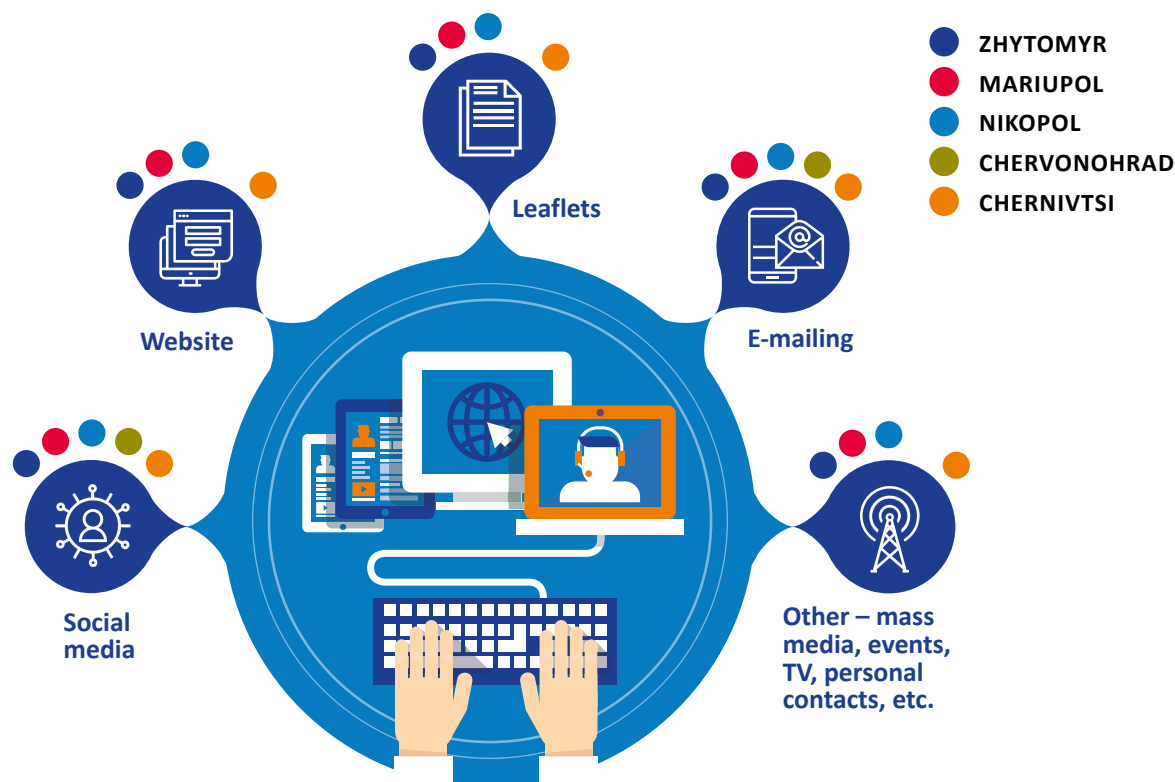 ZHYTOMYR
MARIUPOL
NIKOPOL
CHERVONOHRAD
CHERNIVTSI
Leaflets
Website
E-mailing
Social
media
Other – mass
media, events,
TV, personal
contacts, etc.
@